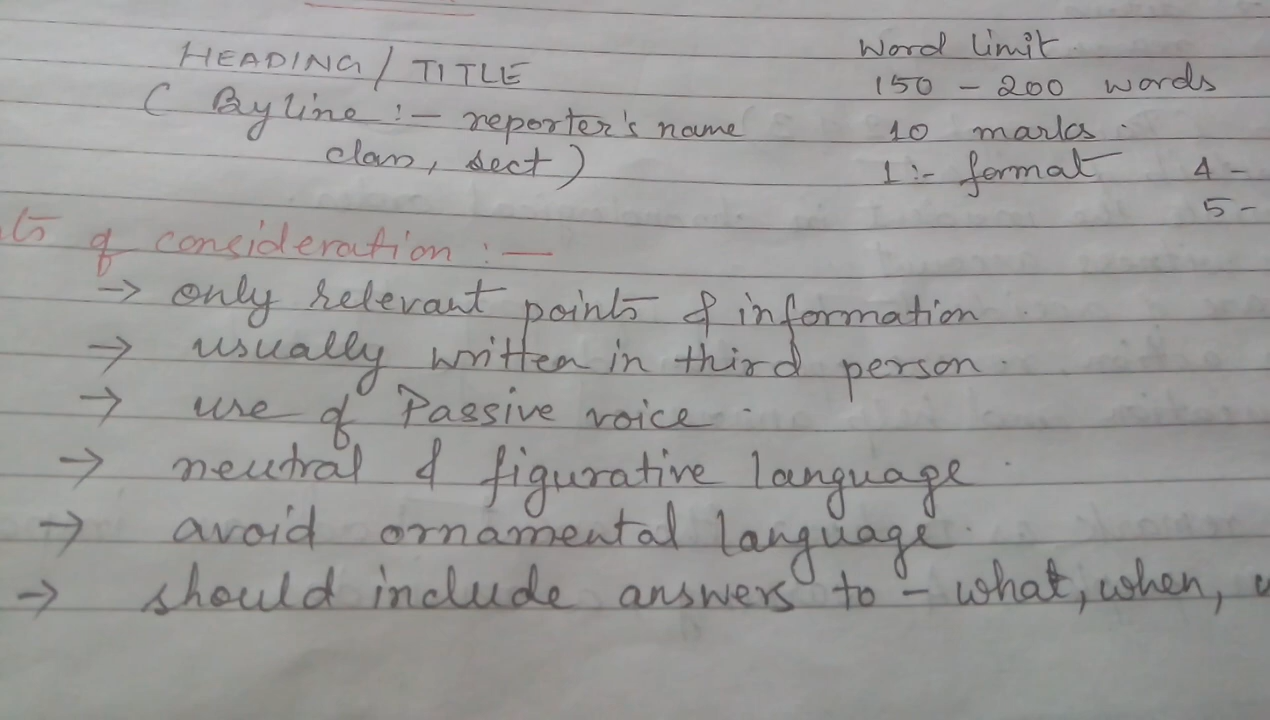 HEADING / TITLE
Word limit
150 - 200 words
( By line :- reporter's name
10 marks.
class, sect )
1 :- format 4 -
5 -
of consideration :-
→ only relevant points & information
→ usually written in third person.
→ use of Passive voice.
→ neutral & figurative language.
→ avoid ornamental language.
→ should include answers to - what, when,